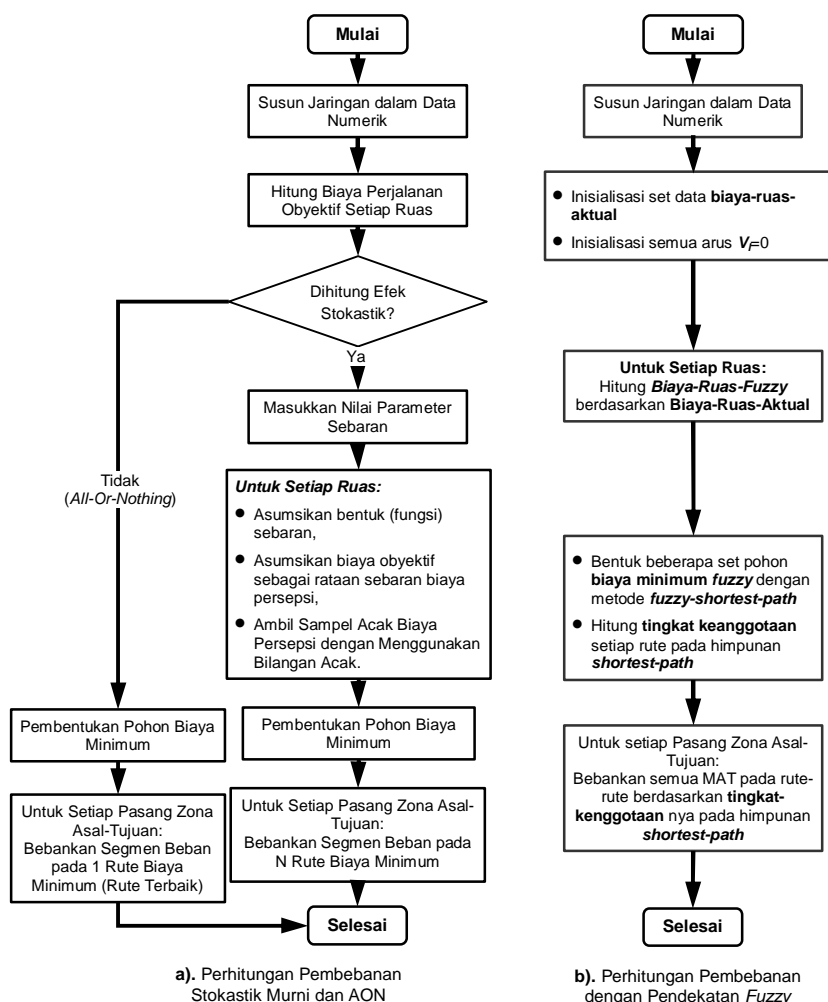 Mulai
Susun Jaringan dalam Data
Numerik
Hitung Biaya Perjalanan
Obyektif Setiap Ruas
Dihitung Efek
Stokastik?
Ya
Tidak
(All-Or-Nothing)
Masukkan Nilai Parameter
Sebaran
Untuk Setiap Ruas:
● Asumsikan bentuk (fungsi)
sebaran,
● Asumsikan biaya obyektif
sebagai rataan sebaran biaya
persepsi,
● Ambil Sampel Acak Biaya
Persepsi dengan Menggunakan
Bilangan Acak.
Pembentukan Pohon Biaya
Minimum
Untuk Setiap Pasang Zona
Asal-Tujuan:
Bebankan Segmen Beban
pada 1 Rute Biaya
Minimum (Rute Terbaik)
Pembentukan Pohon Biaya
Minimum
Untuk Setiap Pasang Zona Asal-
Tujuan:
Bebankan Segmen Beban pada
N Rute Biaya Minimum
Selesai
a). Perhitungan Pembebanan
Stokastik Murni dan AON
Mulai
Susun Jaringan dalam Data
Numerik
● Inisialisasi set data biaya-ruas-
aktual
● Inisialisasi semua arus Vl=0
Untuk Setiap Ruas:
Hitung Biaya-Ruas-Fuzzy
berdasarkan Biaya-Ruas-Aktual
● Bentuk beberapa set pohon
biaya minimum fuzzy dengan
metode fuzzy-shortest-path
● Hitung tingkat keanggotaan
setiap rute pada himpunan
shortest-path
Untuk setiap Pasang Zona Asal-
Tujuan:
Bebankan semua MAT pada rute-
rute berdasarkan tingkat-
kenggotaan nya pada himpunan
shortest-path
Selesai
b). Perhitungan Pembebanan
dengan Pendekatan Fuzzy